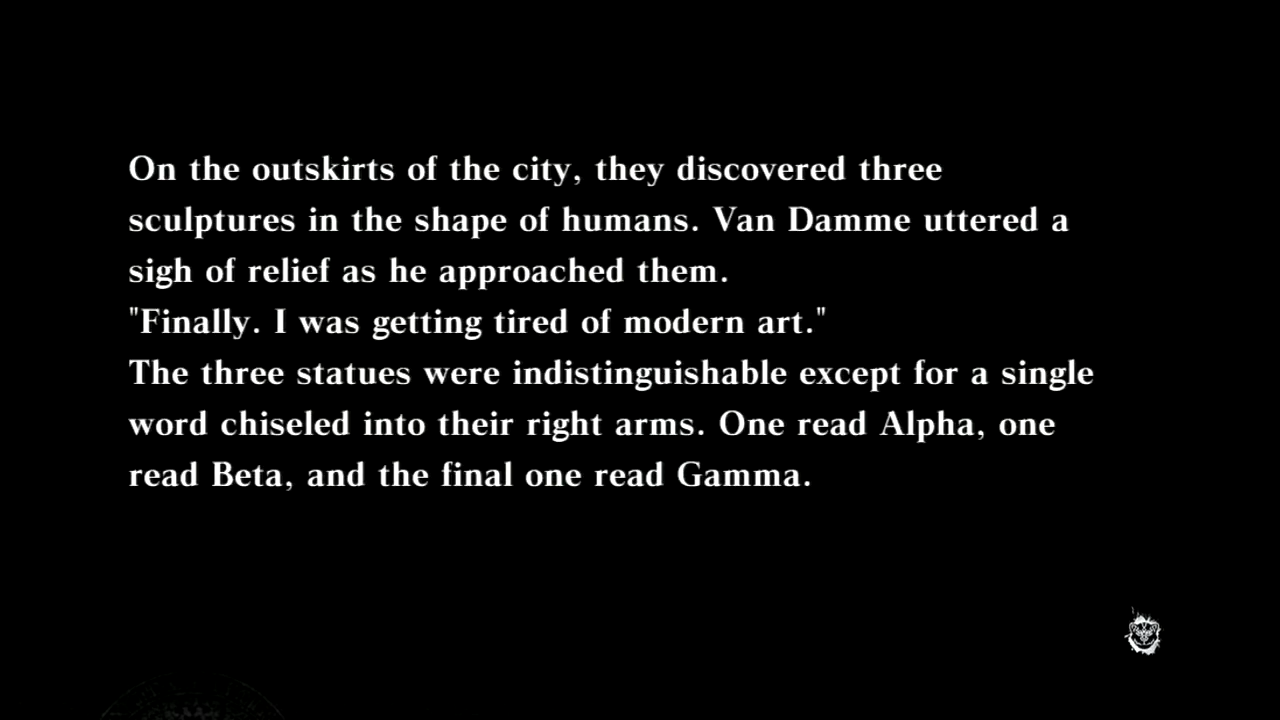 On the outskirts of the city, they discovered three
sculptures in the shape of humans. Van Damme uttered a
sigh of relief as he approached them.
"Finally. I was getting tired of modern art."
The three statues were indistinguishable except for a single
word chiseled into their right arms. One read Alpha, one
read Beta, and the final one read Gamma.